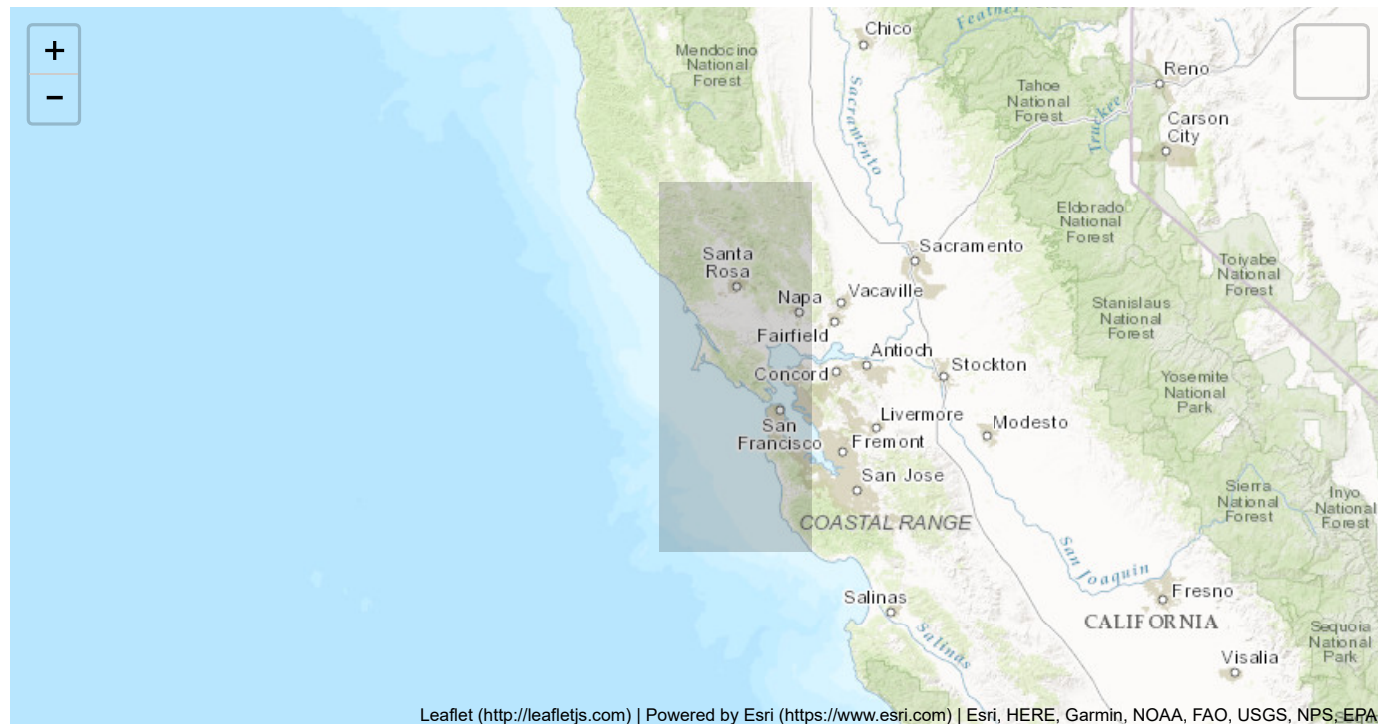 +
−
Chico
Feather
Mendocino
National
Forest
Reno
Tahoe
National
Forest
Sacramento
Truckee
Carson
City
Eldorado
National
Forest
Santa
Rosa
Sacramento
Toiyabe
National
Forest
Napa
Vacaville
Stanislaus
National
Forest
Fairfield
Antioch
Concord
Stockton
Yosemite
National
Park
San
Francisco
Livermore
Modesto
Fremont
San Jose
Sierra
National
Forest
Inyo
National
Forest
COASTAL RANGE
San Joaquin
Salinas
Fresno
CALIFORNIA
Salinas
Sequoia
National
Park
Visalia
Leaflet (http://leafletjs.com) | Powered by Esri (https://www.esri.com) | Esri, HERE, Garmin, NOAA, FAO, USGS, NPS, EPA